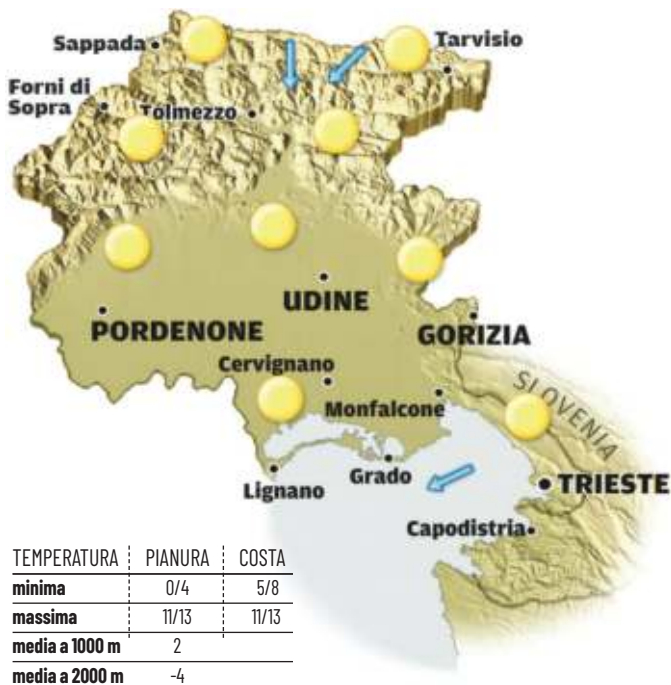 Sappada
Tarvisio
Forni di
Sopra
Tolmezzo
UDINE
PORDENONE
GORIZIA
Cervignano
SLOVENIA
Monfalcone
Grado
Lignano
TRIESTE
Capodistria
TEMPERATURA PIANURA COSTA
minima 0/4 5/8
massima 11/13 11/13
media a 1000 m 2
media a 2000 m -4